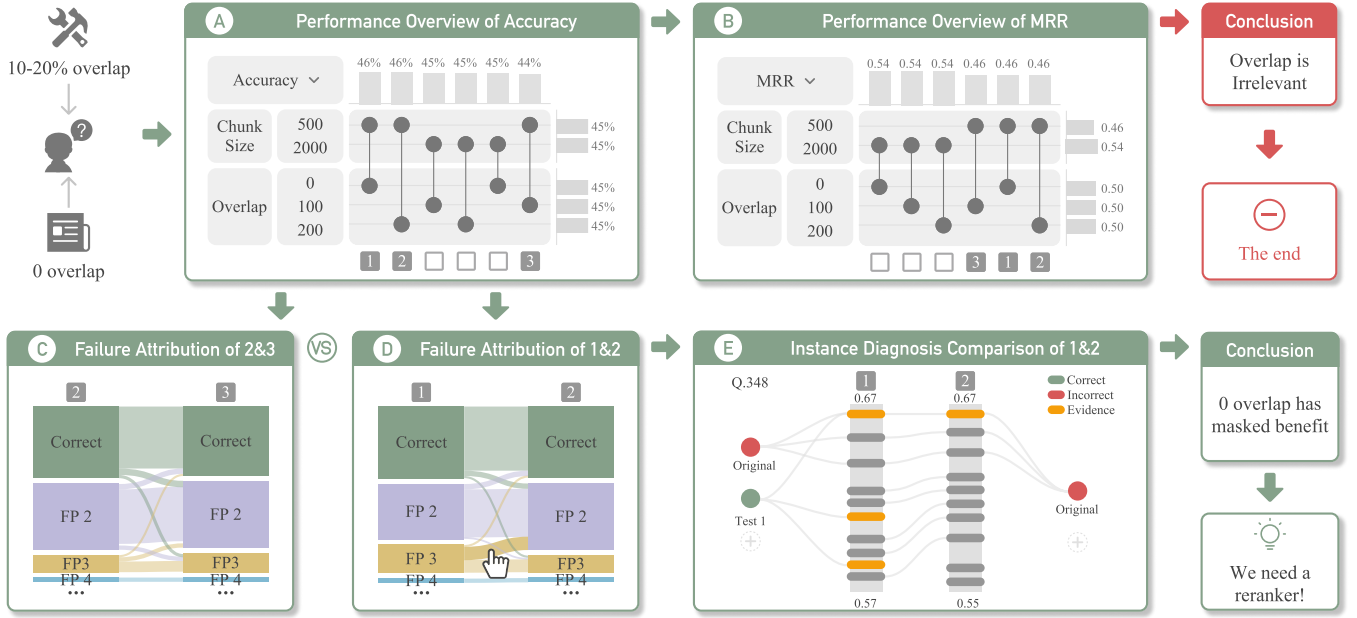 10-20% overlap
?
0 overlap
A Performance Overview of Accuracy
Accuracy
46% 46% 45% 45% 45% 44%
Chunk
Size
500
2000
45%
45%
Overlap
0
100
200
45%
45%
45%
1 2 3
B Performance Overview of MRR
MRR
0.54 0.54 0.54 0.46 0.46 0.46
Chunk
Size
500
2000
0.46
0.54
Overlap
0
100
200
0.50
0.50
0.50
3 1 2
Conclusion
Overlap is
Irrelevant
The end
C Failure Attribution of 2&3
2 3
Correct Correct
FP 2 FP 2
FP3 FP3
FP 4 FP 4
... ...
VS
D Failure Attribution of 1&2
1 2
Correct Correct
FP 2 FP 2
FP 3 FP 3
FP 4 FP 4
... ...
E Instance Diagnosis Comparison of 1&2
Q.348
1 2
0.67 0.67
Correct
Incorrect
Evidence
Original
Test 1
Original
0.57 0.55
Conclusion
0 overlap has
masked benefit
We need a
reranker!